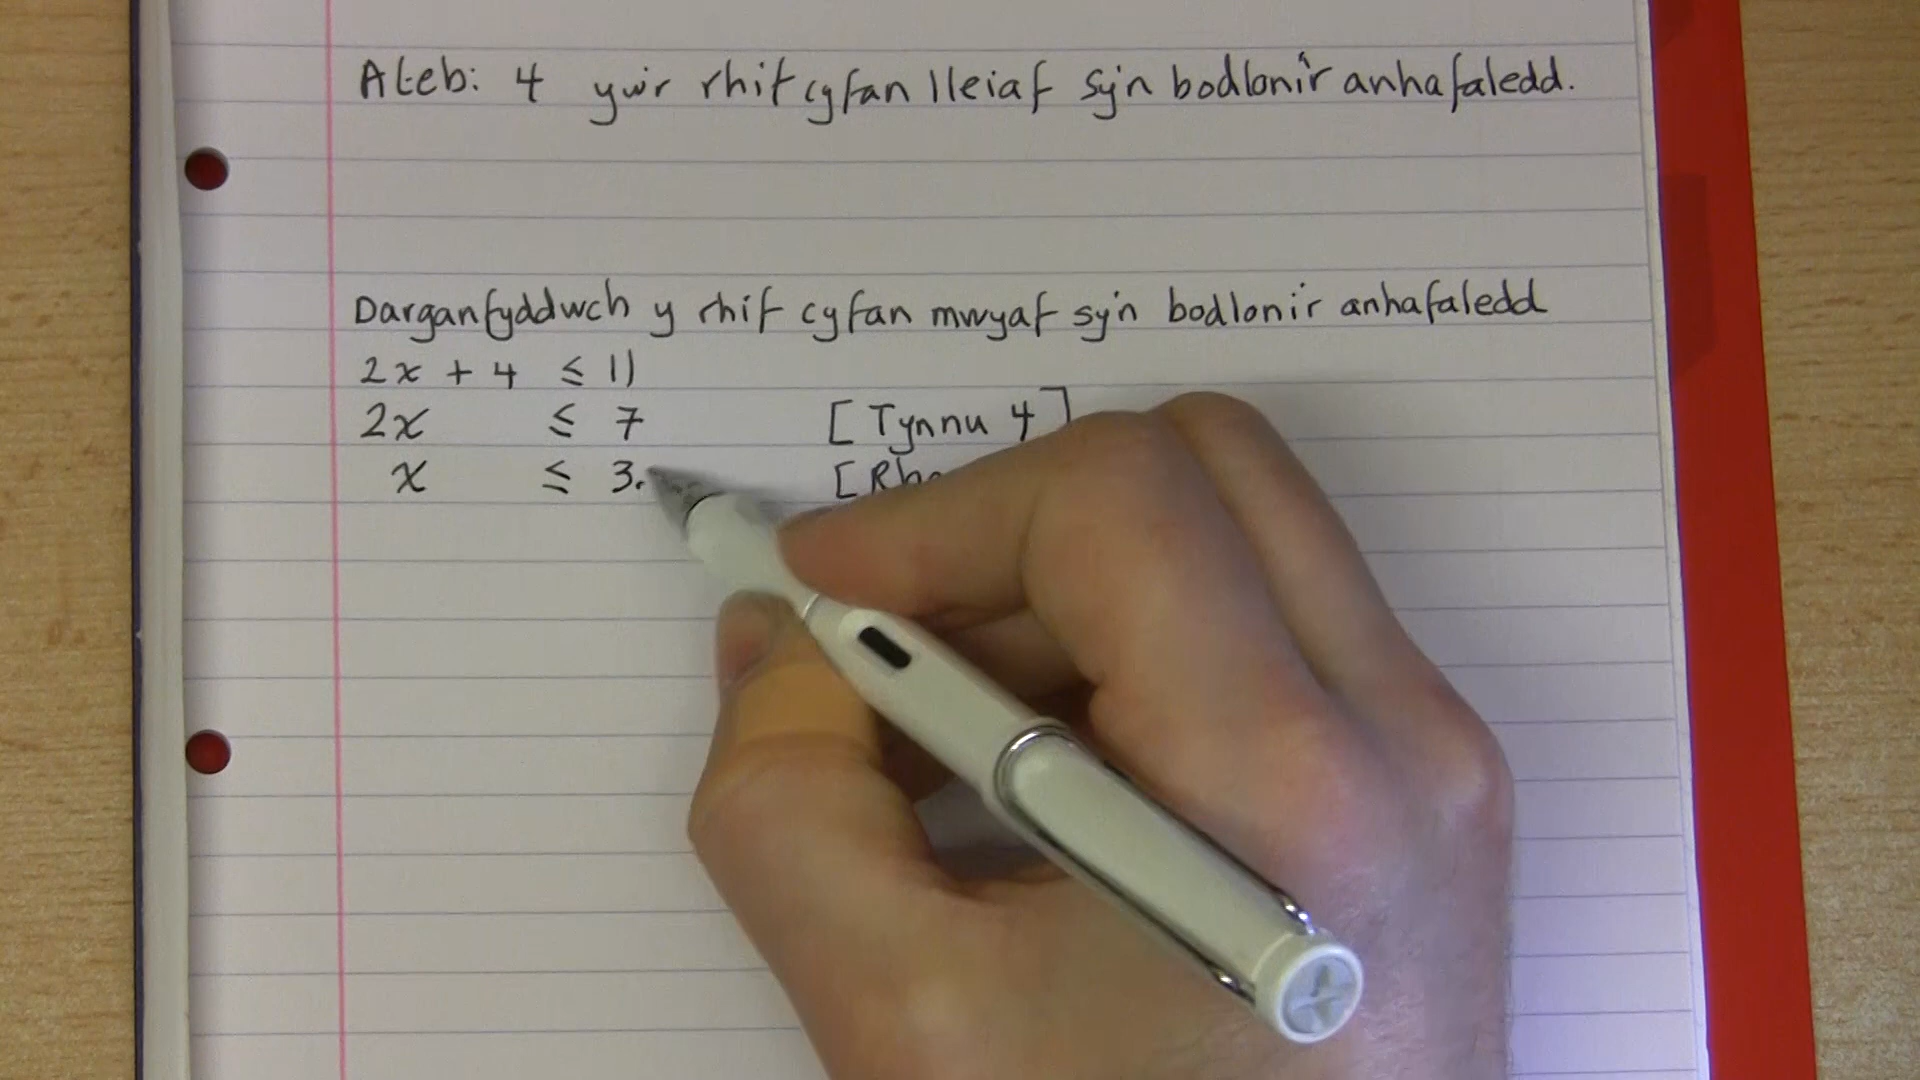 Ateb: 4 yw'r rhif cyfan lleiaf sy'n bodloni'r anhafaledd.
Darganfyddwch y rhif cyfan mwyaf sy'n bodloni'r anhafaledd
2x + 4 ≤ 11
2x ≤ 7 [Tynnu 4]
x ≤ 3. [